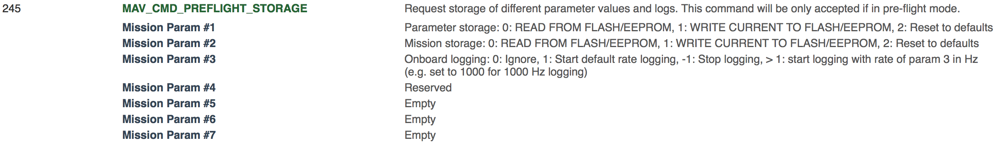 245 MAV_CMD_PREFLIGHT_STORAGE Request storage of different parameter values and logs. This command will be only accepted if in pre-flight mode.
Mission Param #1 Parameter storage: 0: READ FROM FLASH/EEPROM, 1: WRITE CURRENT TO FLASH/EEPROM, 2: Reset to defaults
Mission Param #2 Mission storage: 0: READ FROM FLASH/EEPROM, 1: WRITE CURRENT TO FLASH/EEPROM, 2: Reset to defaults
Mission Param #3 Onboard logging: 0: Ignore, 1: Start default rate logging, -1: Stop logging, > 1: start logging with rate of param 3 in Hz
(e.g. set to 1000 for 1000 Hz logging)
Mission Param #4 Reserved
Mission Param #5 Empty
Mission Param #6 Empty
Mission Param #7 Empty